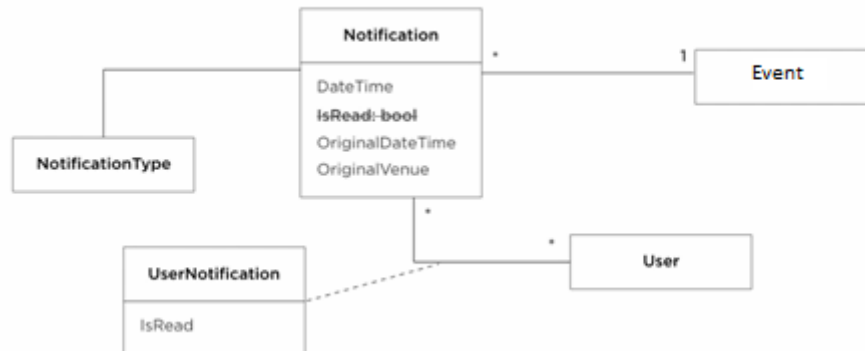 Notification
*
1
Event
DateTime
IsRead: bool
OriginalDateTime
OriginalVenue
NotificationType
*
*
User
UserNotification
IsRead